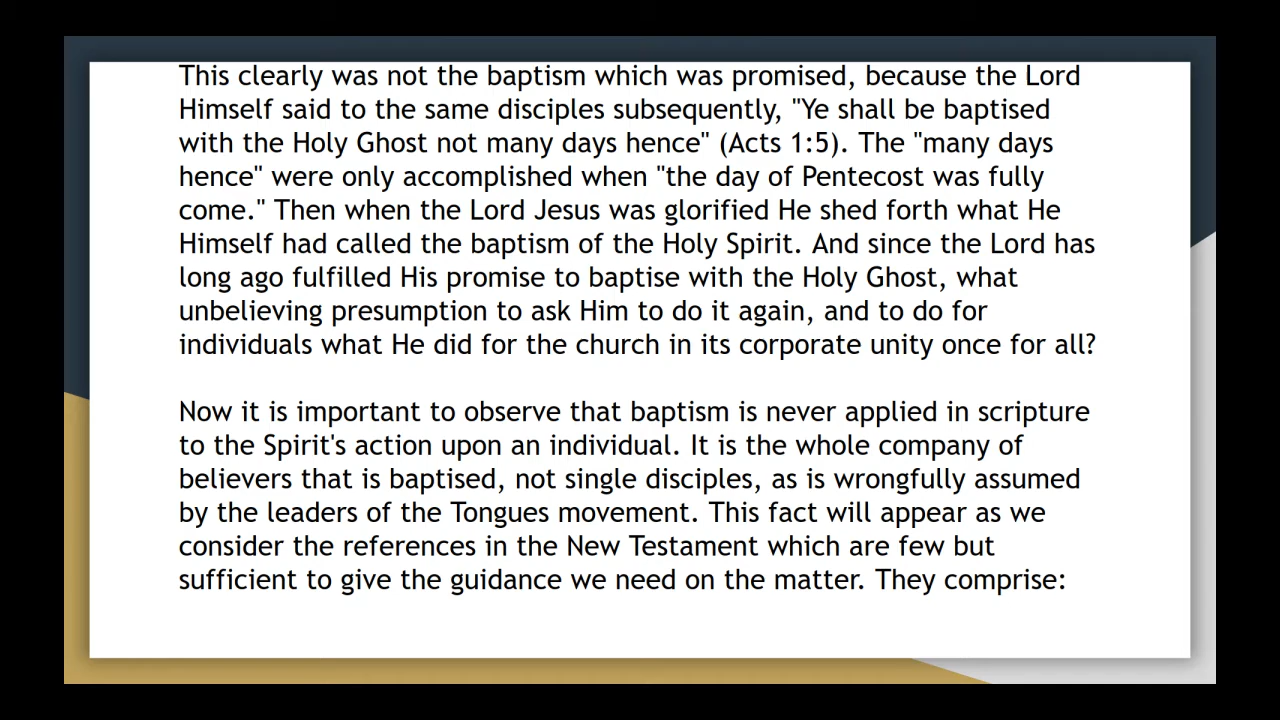 This clearly was not the baptism which was promised, because the Lord
Himself said to the same disciples subsequently, "Ye shall be baptised
with the Holy Ghost not many days hence" (Acts 1:5). The "many days
hence" were only accomplished when "the day of Pentecost was fully
come." Then when the Lord Jesus was glorified He shed forth what He
Himself had called the baptism of the Holy Spirit. And since the Lord has
long ago fulfilled His promise to baptise with the Holy Ghost, what
unbelieving presumption to ask Him to do it again, and to do for
individuals what He did for the church in its corporate unity once for all?
Now it is important to observe that baptism is never applied in scripture
to the Spirit's action upon an individual. It is the whole company of
believers that is baptised, not single disciples, as is wrongfully assumed
by the leaders of the Tongues movement. This fact will appear as we
consider the references in the New Testament which are few but
sufficient to give the guidance we need on the matter. They comprise: